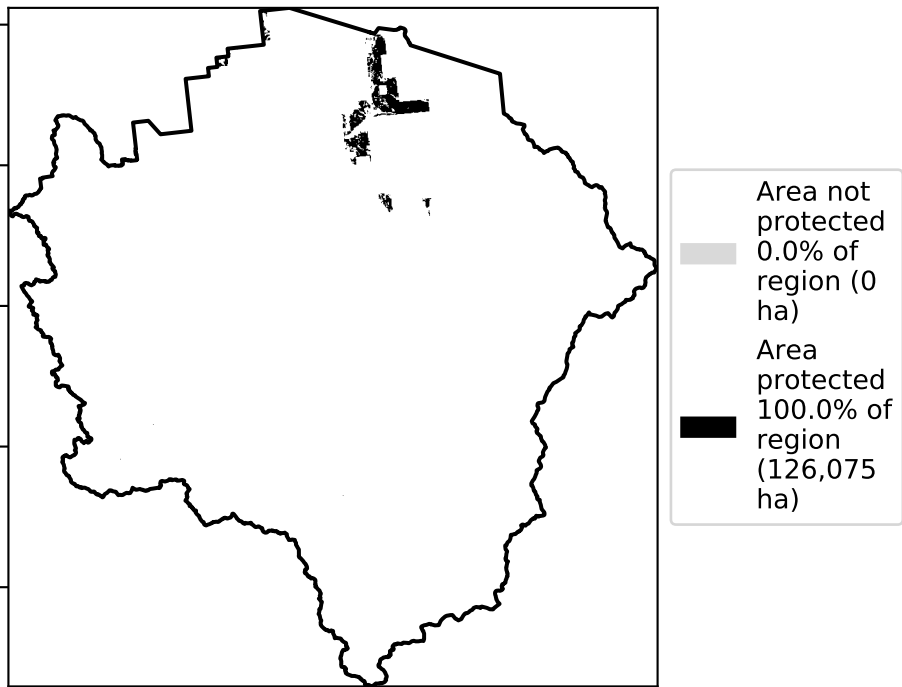 Area not
protected
0.0% of
region (0
ha)
Area
protected
100.0% of
region
(126,075
ha)